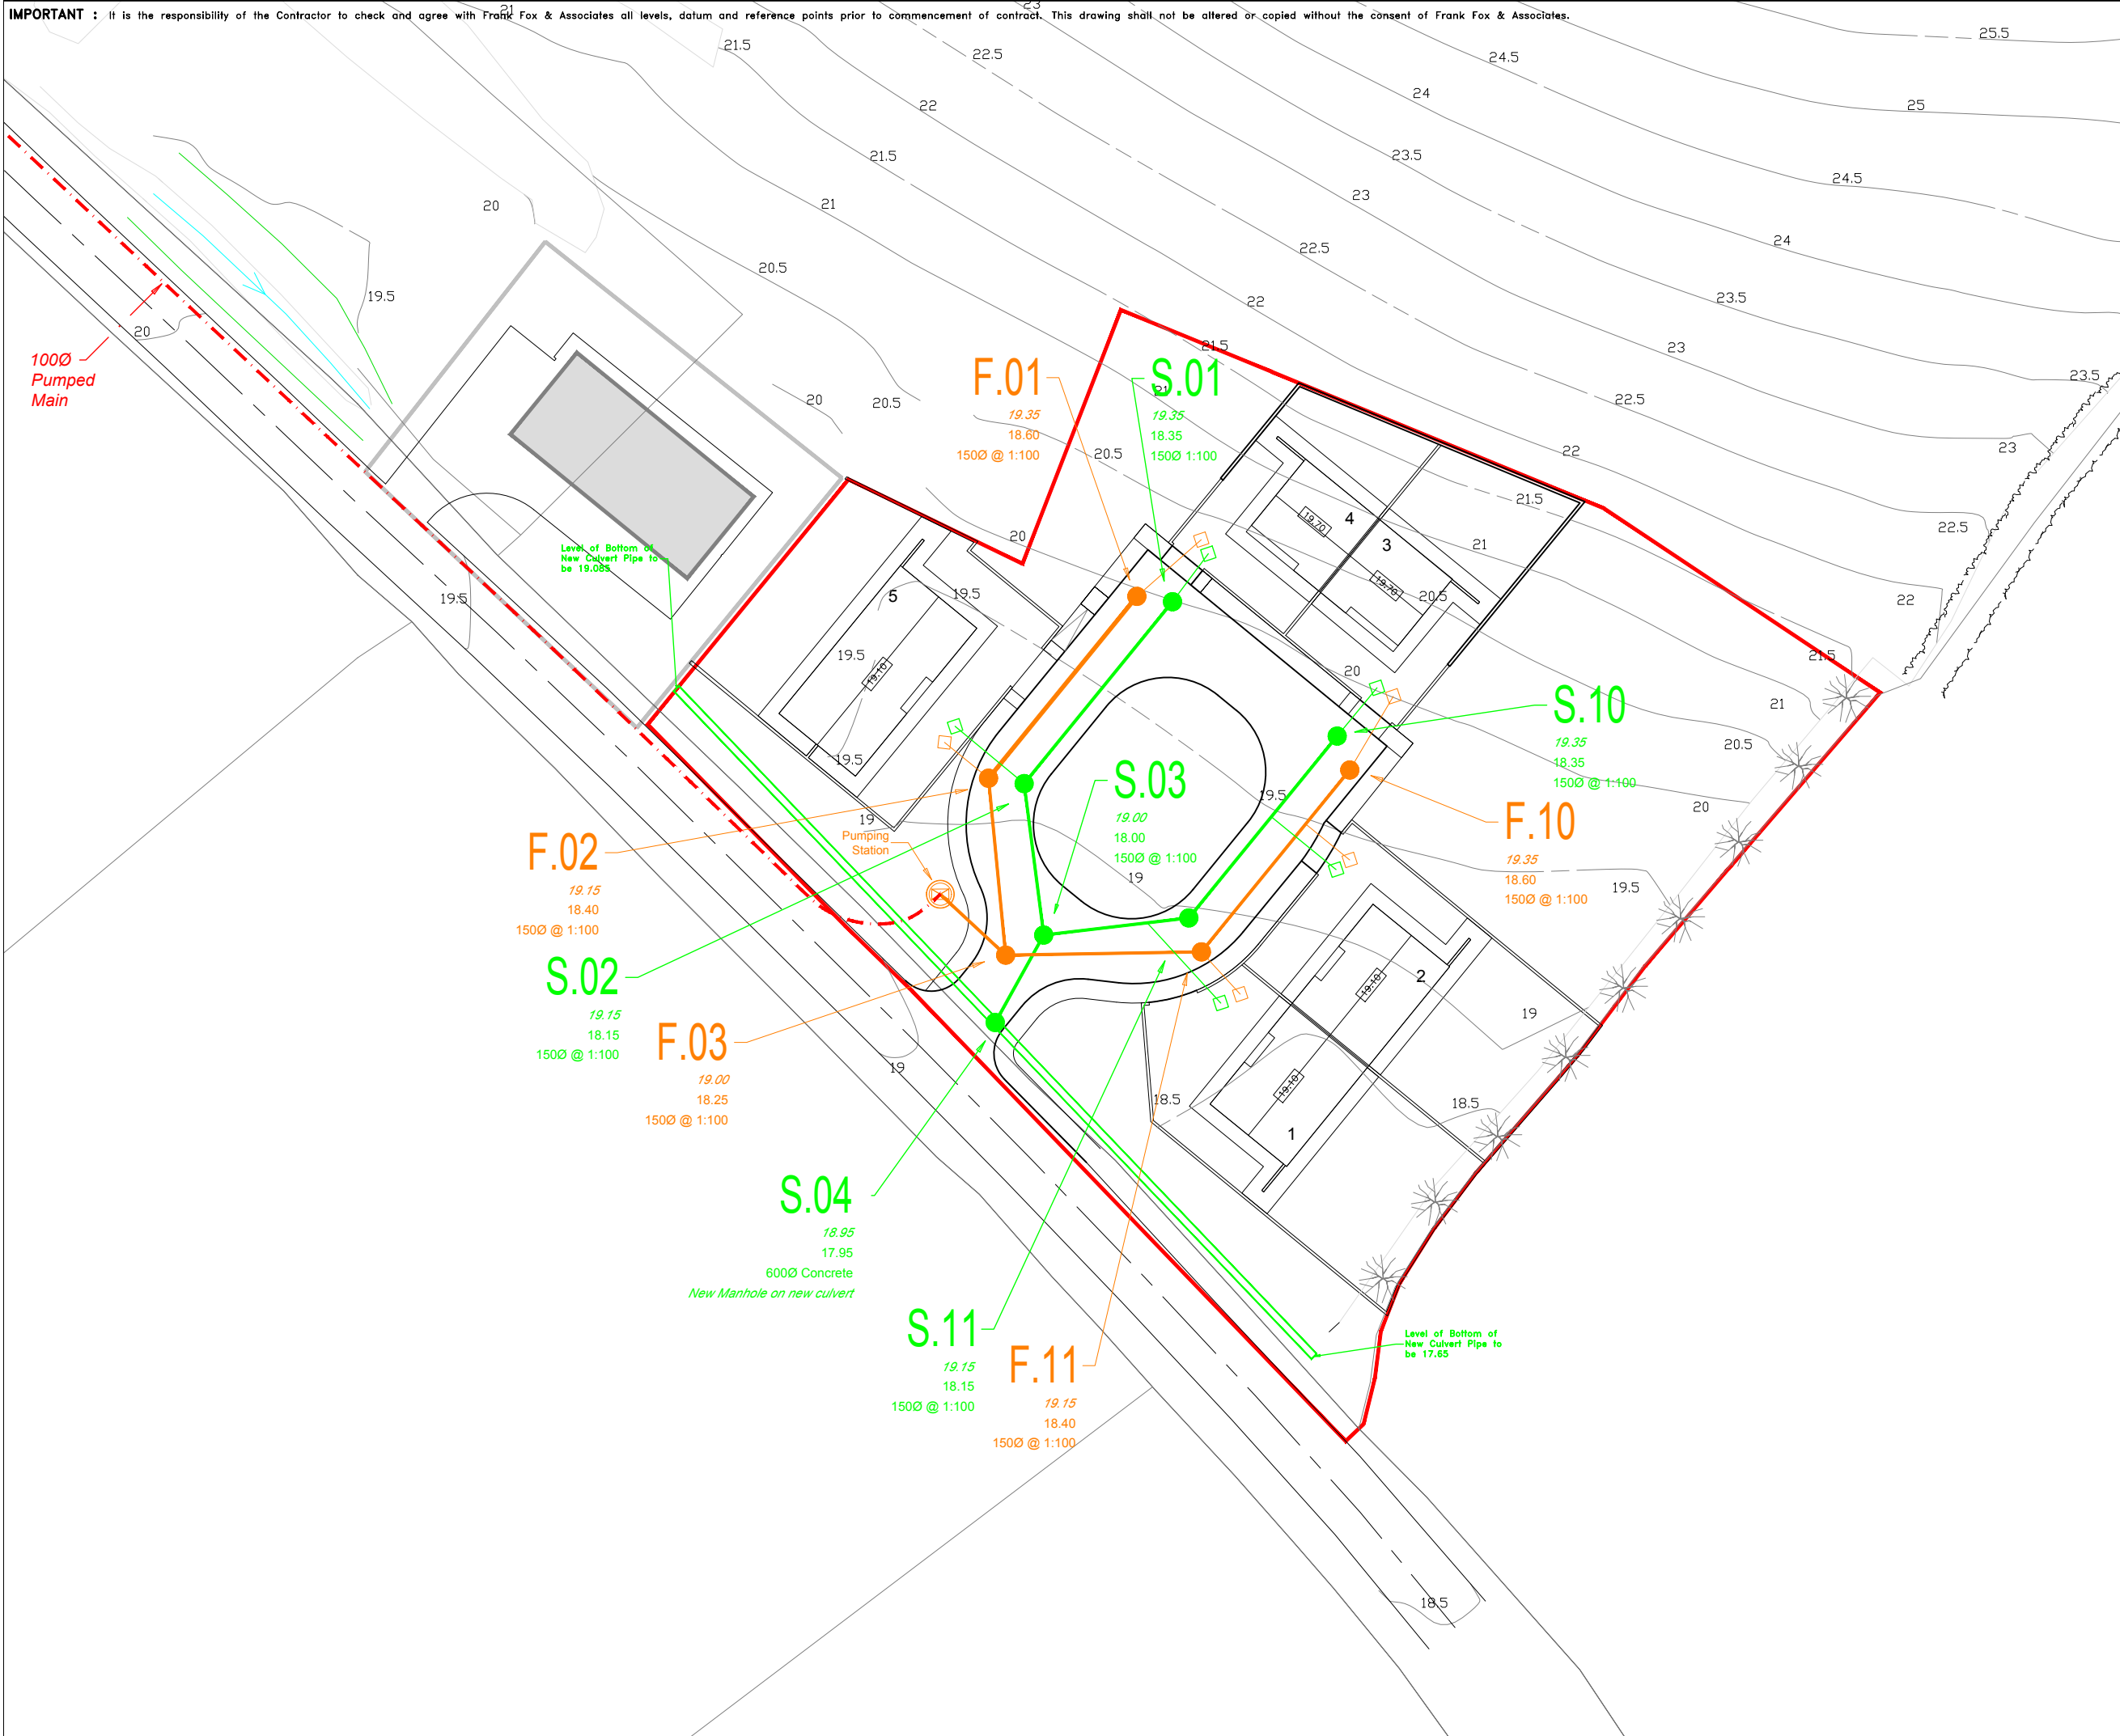 IMPORTANT : It is the responsibility of the Contractor to check and agree with Frank Fox & Associates all levels, datum and reference points prior to commencement of contract. This drawing shall not be altered or copied without the consent of Frank Fox & Associates.
21
23
25.5
21.5
22.5
24.5
24
25
22
21.5
23.5
24.5
20
21
23
24
22.5
20.5
19.5
22
23.5
20
100Ø
Pumped
Main
21.5
23
23.5
F.01
19.35
18.60
150Ø @ 1:100
S.01
21
19.35
18.35
150Ø 1:100
20
20.5
22.5
20.5
22
23
21.5
22.5
4
19.70
3
19.70
20
21
Level of Bottom of
New Culvert Pipe to
be 19.085
19.5
5
19.5
20.5
22
19.5
19.10
20
21.5
S.10
19.35
18.35
150Ø @ 1:100
21
20.5
19.5
S.03
19.00
18.00
150Ø @ 1:100
19
19.5
20
F.10
19.35
18.60
150Ø @ 1:100
19
Pumping
Station
F.02
19.15
18.40
150Ø @ 1:100
19.5
2
19.10
S.02
19.15
18.15
150Ø @ 1:100
19
F.03
19.00
18.25
150Ø @ 1:100
19
19.10
18.5
18.5
1
S.04
18.95
17.95
600Ø Concrete
New Manhole on new culvert
S.11
19.15
18.15
150Ø @ 1:100
F.11
19.15
18.40
150Ø @ 1:100
Level of Bottom of
New Culvert Pipe to
be 17.65
18.5